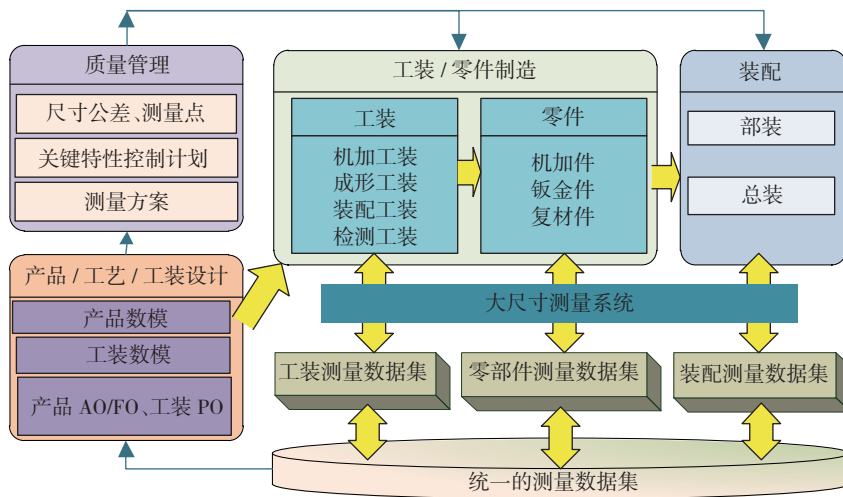 质量管理
尺寸公差、测量点
关键特性控制计划
测量方案
产品 / 工艺 / 工装设计
产品数模
工装数模
产品 AO/FO、工装 PO
工装 / 零件制造
工装
机加工装
成形工装
装配工装
检测工装
零件
机加件
钣金件
复材件
装配
部装
总装
大尺寸测量系统
工装测量数据集
零部件测量数据集
装配测量数据集
统一的测量数据集